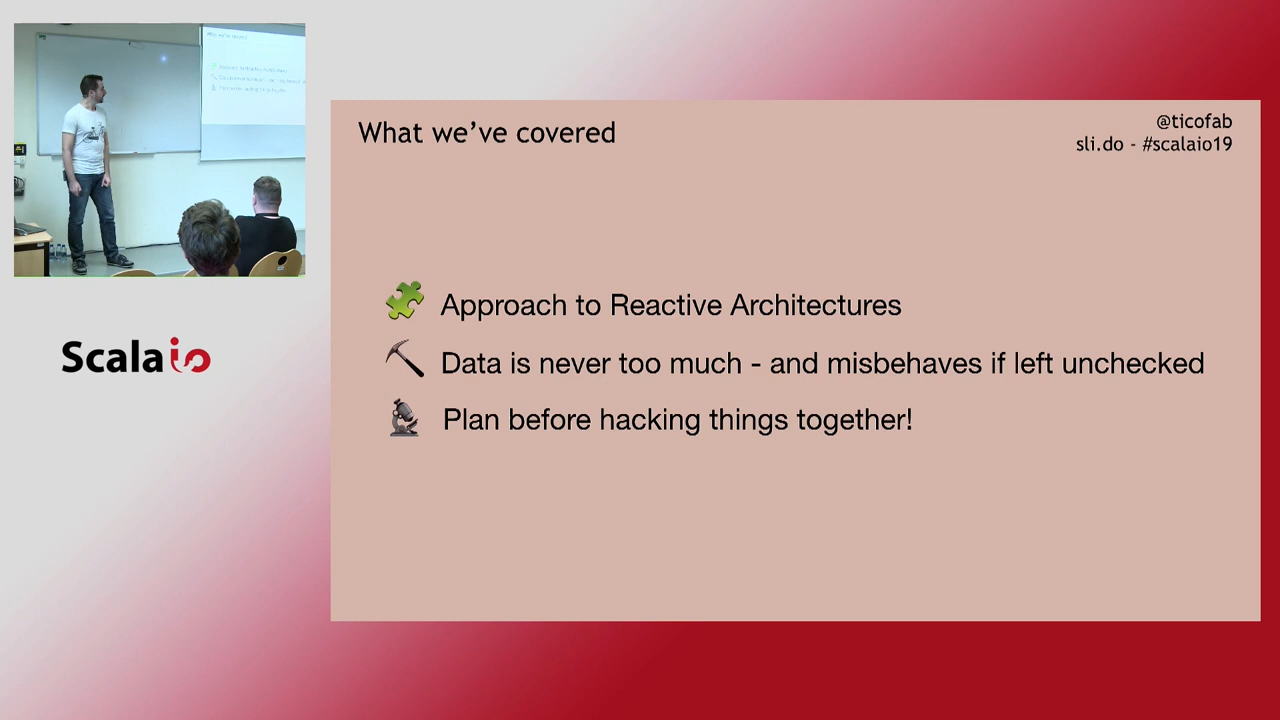 What we've covered
@ticofab
sli.do - #scalaio19
Approach to Reactive Architectures
Data is never too much - and misbehaves if left unchecked
Plan before hacking things together!
Scala io